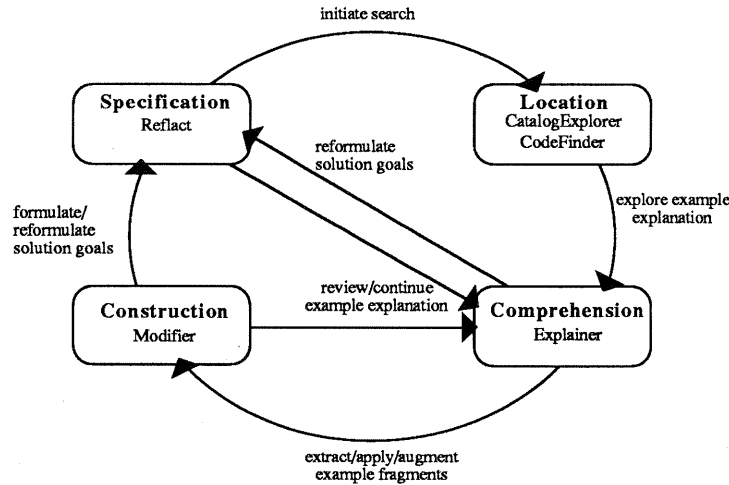 initiate search
Specification
Reflact
Location
CatalogExplorer
CodeFinder
reformulate
solution goals
explore example
explanation
formulate/
reformulate
solution goals
review/continue
example explanation
Construction
Modifier
Comprehension
Explainer
extract/apply/augment
example fragments